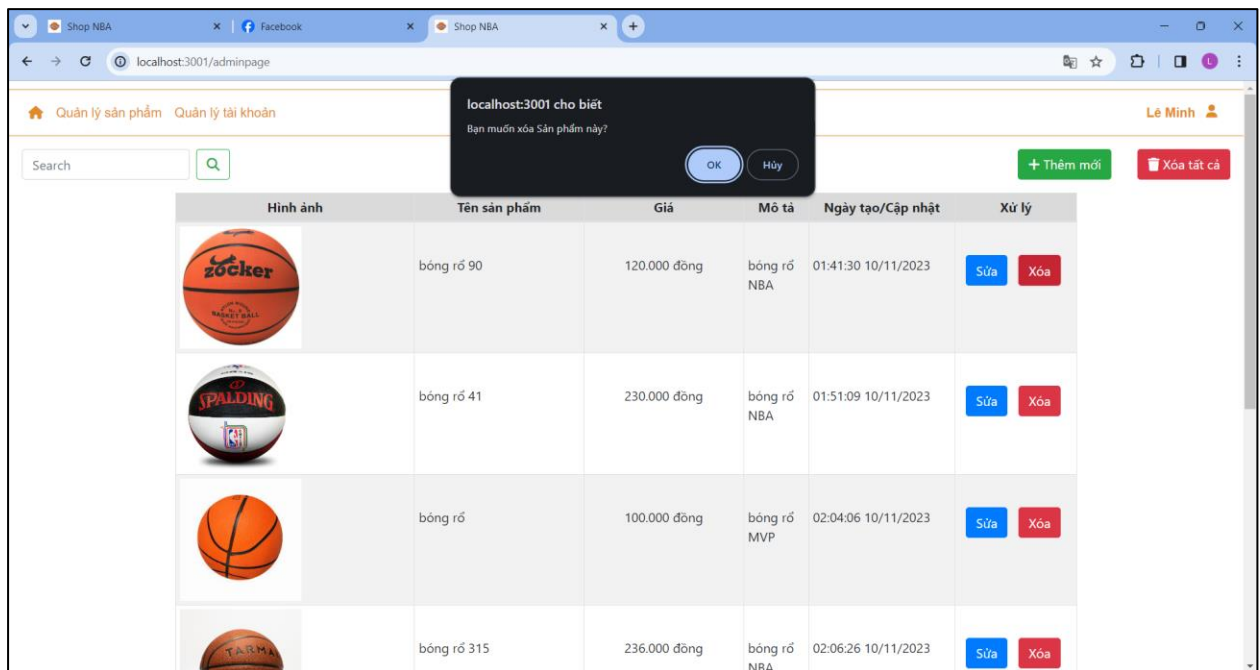 Shop NBA
Facebook
Shop NBA
localhost:3001/adminpage
L
localhost:3001 cho biết
Bạn muốn xóa Sản phẩm này?
OK
Hủy
Quản lý sản phẩm Quản lý tài khoản
Lê Minh
Search
+ Thêm mới
Xóa tất cả
Hình ảnh Tên sản phẩm Giá Mô tả Ngày tạo/Cập nhật Xử lý
zocker
BASKET BALL
bóng rổ 90 120.000 đồng bóng rổ NBA 01:41:30 10/11/2023 Sửa Xóa
SPALDING
bóng rổ 41 230.000 đồng bóng rổ NBA 01:51:09 10/11/2023 Sửa Xóa
bóng rổ 100.000 đồng bóng rổ MVP 02:04:06 10/11/2023 Sửa Xóa
TARMA
bóng rổ 315 236.000 đồng bóng rổ NBA 02:06:26 10/11/2023 Sửa Xóa